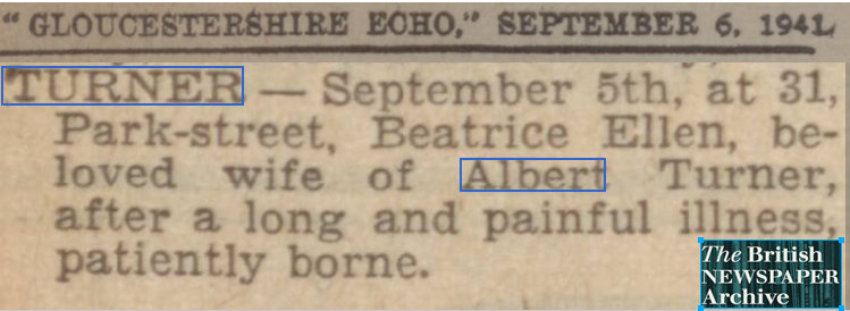 "GLOUCESTERSHIRE ECHO," SEPTEMBER 6, 1941.
TURNER — September 5th, at 31,
Park-street, Beatrice Ellen, be-
loved wife of Albert Turner,
after a long and painful illness,
patiently borne.
The British
NEWSPAPER
Archive